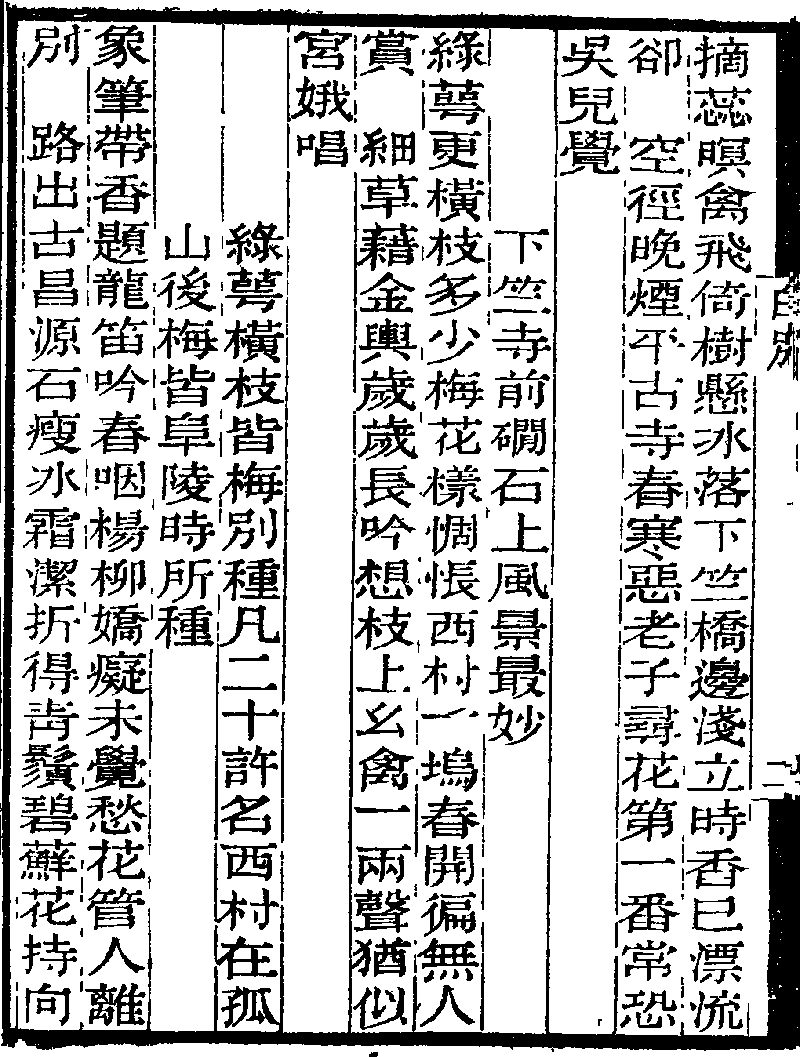 摘蕊暝禽飛倚樹懸冰落下竺橋邊淺立時香已漂流
卻　空徑晚煙平古寺春寒惡老子尋花第一番常恐
吳兒覺
下竺寺前磵石上風景最妙
綠萼更橫枝多少梅花樣惆悵西村一塢春開徧無人
賞　細草藉金輿歲歲長吟想枝上幺禽一兩聲猶似
宮娥唱
綠萼橫枝皆梅別種凡二十許名西村在孤
山後梅皆阜陵時所種
象筆帶香題龍笛吟春咽楊柳嬌癡未覺愁花管人離
別　路出古昌源石瘦冰霜潔折得青鬚碧蘚花持向